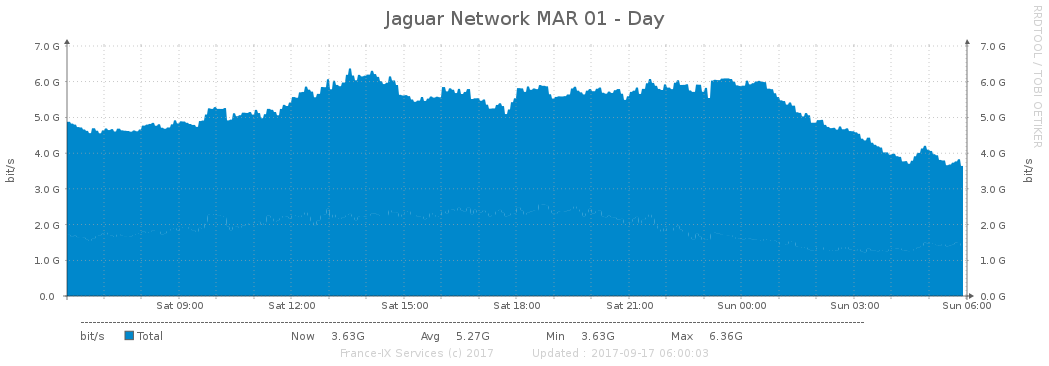 Jaguar Network MAR 01 - Day
RRDTOOL / TOBI OETIKER
bit/s
7.0 G 7.0 G
6.0 G 6.0 G
5.0 G 5.0 G
4.0 G 4.0 G
3.0 G 3.0 G
2.0 G 2.0 G
1.0 G 1.0 G
0.0 0.0 G
bit/s
Sat 09:00 Sat 12:00 Sat 15:00 Sat 18:00 Sat 21:00 Sun 00:00 Sun 03:00 Sun 06:00
bit/s Total Now 3.63G Avg 5.27G Min 3.63G Max 6.36G
France-IX Services (c) 2017 Updated : 2017-09-17 06:00:03